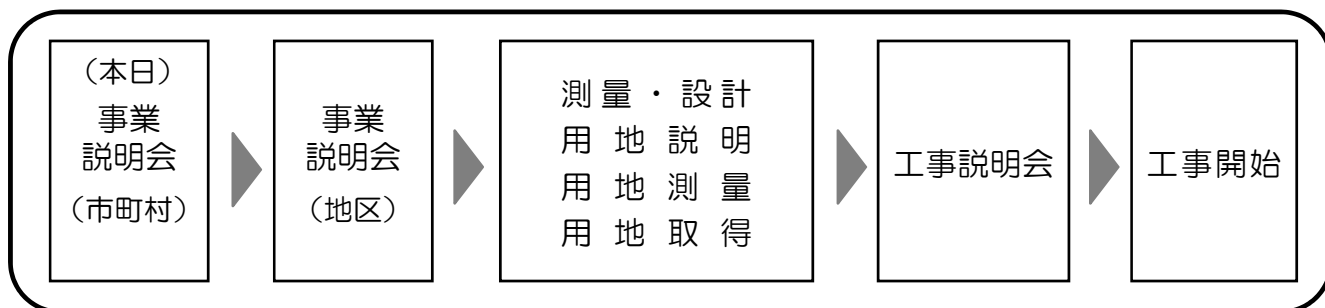 （本日）
事業
説明会
（市町村）
事業
説明会
（地区）
測量・設計
用地説明
用地測量
用地取得
工事説明会
工事開始